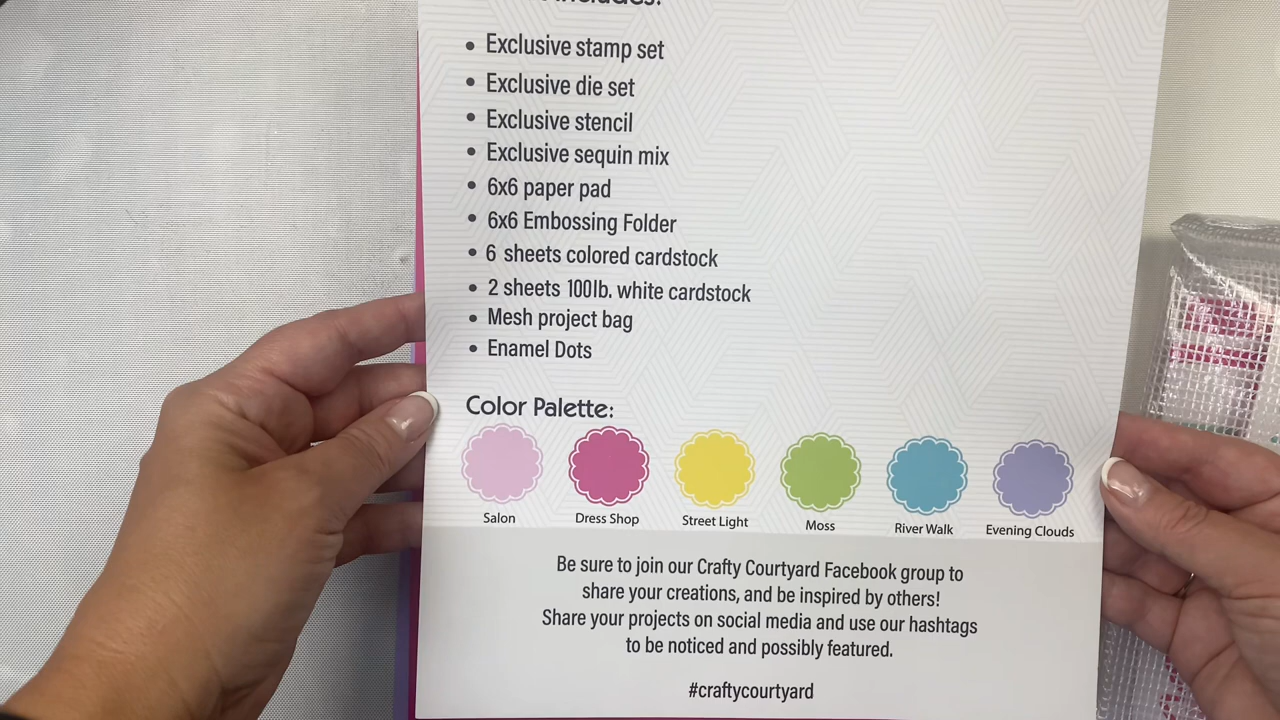 Includes:
• Exclusive stamp set
• Exclusive die set
• Exclusive stencil
• Exclusive sequin mix
• 6x6 paper pad
• 6x6 Embossing Folder
• 6 sheets colored cardstock
• 2 sheets 100lb. white cardstock
• Mesh project bag
• Enamel Dots
Color Palette:
Salon Dress Shop Street Light Moss River Walk Evening Clouds
Be sure to join our Crafty Courtyard Facebook group to
share your creations, and be inspired by others!
Share your projects on social media and use our hashtags
to be noticed and possibly featured.
#craftycourtyard